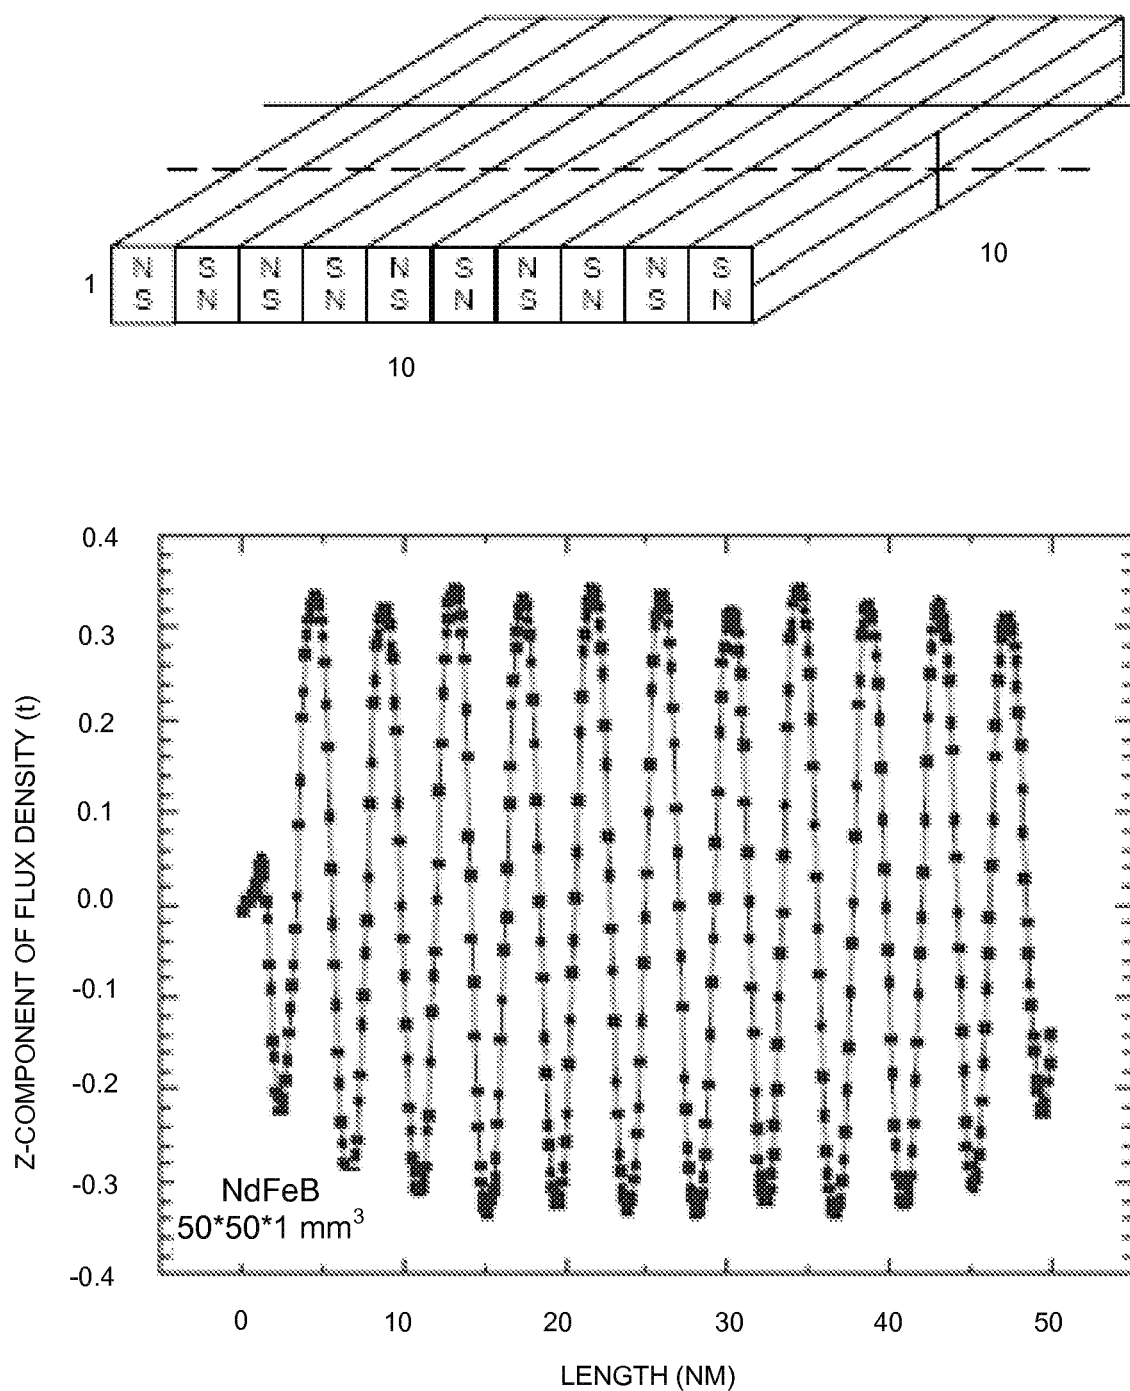 N S N S N S N S N S
1
S N S N S N S N S N
10
10
0.4
0.3
0.2
0.1
0.0
-0.1
-0.2
-0.3
-0.4
Z-COMPONENT OF FLUX DENSITY (t)
NdFeB
50*50*1 mm³
0 10 20 30 40 50
LENGTH (NM)